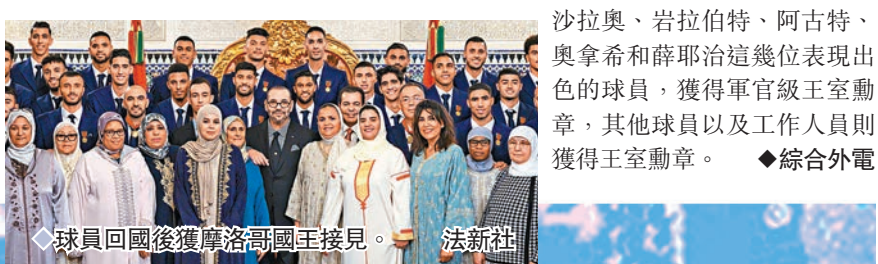 沙拉奧、岩拉伯特、阿古特、
奧拿希和薛耶治這幾位表現出
色的球員，獲得軍官級王室勳
章，其他球員以及工作人員則
獲得王室勳章。 ◆綜合外電
◇球員回國後獲摩洛哥國王接見。 法新社